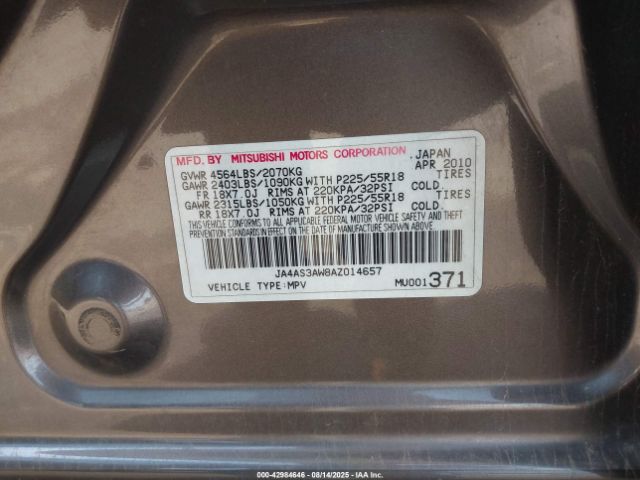 MFD. BY MITSUBISHI MOTORS CORPORATION JAPAN
GVWR 4564LBS/2070KG APR 2010
GAWR 2403LBS/1090KG WITH P225/55R18 TIRES
FR 18X7.0J RIMS AT 220KPA/32PSI COLD.
GAWR 2315LBS/1050KG WITH P225/55R18 TIRES
RR 18X7.0J RIMS AT 220KPA/32PSI COLD.
THIS VEHICLE CONFORMS TO ALL APPLICABLE FEDERAL MOTOR VEHICLE SAFETY AND THEFT
PREVENTION STANDARDS IN EFFECT ON THE DATE OF MANUFACTURE SHOWN ABOVE.
JA4AS3AW8AZ014657
VEHICLE TYPE:MPV MU001371
000-42984646 - 08/14/2025 - IAA Holdings, LLC